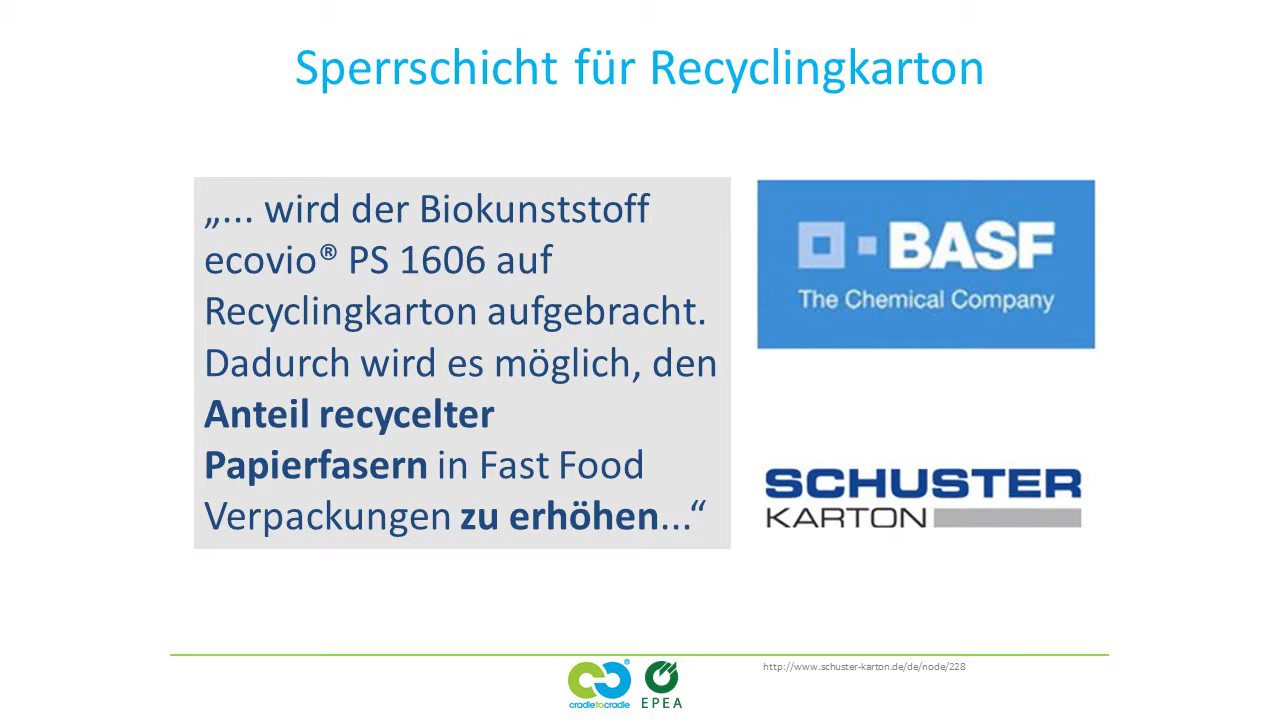 Sperrschicht für Recyclingkarton
„... wird der Biokunststoff
ecovio® PS 1606 auf
Recyclingkarton aufgebracht.
Dadurch wird es möglich, den
Anteil recycelter
Papierfasern in Fast Food
Verpackungen zu erhöhen...“
BASF
The Chemical Company
SCHUSTER
KARTON
http://www.schuster-karton.de/de/node/228
®
cradletocradle
EPEA